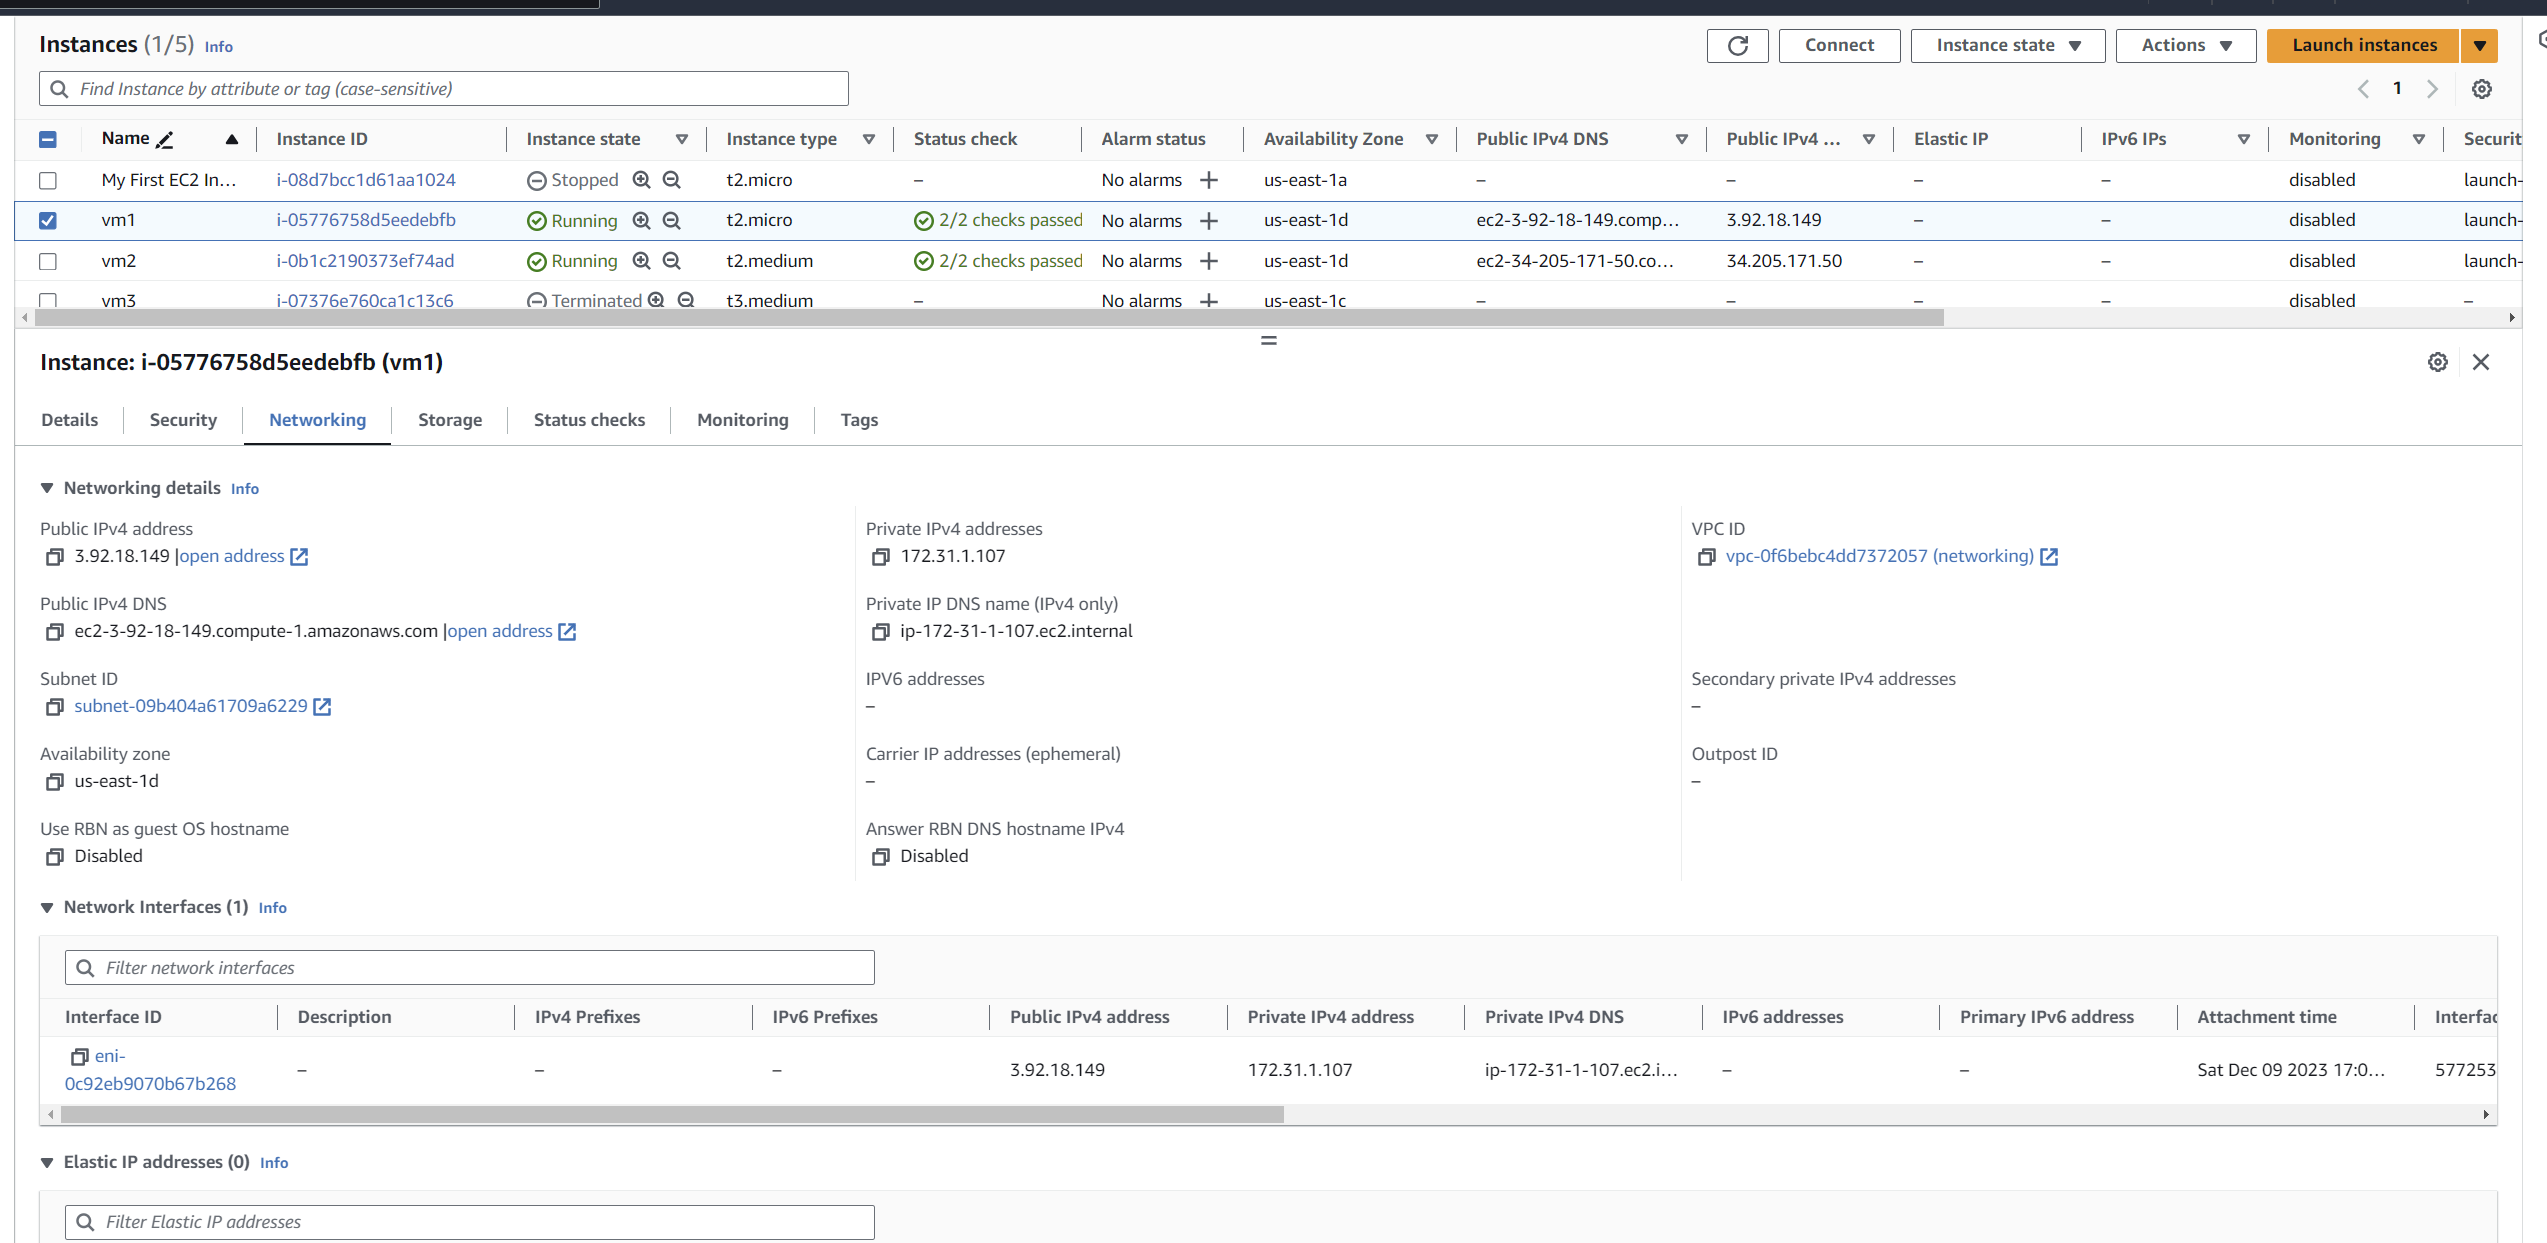 Instances (1/5) Info
Connect
Instance state
Actions
Launch instances
Find Instance by attribute or tag (case-sensitive)
1
Name Instance ID Instance state Instance type Status check Alarm status Availability Zone Public IPv4 DNS Public IPv4 ... Elastic IP IPv6 IPs Monitoring Securit
My First EC2 In... i-08d7bcc1d61aa1024 Stopped t2.micro – No alarms + us-east-1a – – – – disabled launch-
vm1 i-05776758d5eedebfb Running t2.micro 2/2 checks passed No alarms + us-east-1d ec2-3-92-18-149.comp... 3.92.18.149 – – disabled launch-
vm2 i-0b1c2190373ef74ad Running t2.medium 2/2 checks passed No alarms + us-east-1d ec2-34-205-171-50.co... 34.205.171.50 – – disabled launch-
vm3 i-07376e760ca1c13c6 Terminated t3.medium – No alarms + us-east-1c – – – – disabled –
Instance: i-05776758d5eedebfb (vm1)
Details Security Networking Storage Status checks Monitoring Tags
Networking details Info
Public IPv4 address
3.92.18.149 |open address
Private IPv4 addresses
172.31.1.107
VPC ID
vpc-0f6bebc4dd7372057 (networking)
Public IPv4 DNS
ec2-3-92-18-149.compute-1.amazonaws.com |open address
Private IP DNS name (IPv4 only)
ip-172-31-1-107.ec2.internal
Subnet ID
subnet-09b404a61709a6229
IPV6 addresses
–
Secondary private IPv4 addresses
–
Availability zone
us-east-1d
Carrier IP addresses (ephemeral)
–
Outpost ID
–
Use RBN as guest OS hostname
Disabled
Answer RBN DNS hostname IPv4
Disabled
Network Interfaces (1) Info
Filter network interfaces
Interface ID Description IPv4 Prefixes IPv6 Prefixes Public IPv4 address Private IPv4 address Private IPv4 DNS IPv6 addresses Primary IPv6 address Attachment time Interfac
eni-
0c92eb9070b67b268 – – – 3.92.18.149 172.31.1.107 ip-172-31-1-107.ec2.i... – – Sat Dec 09 2023 17:0... 577253
Elastic IP addresses (0) Info
Filter Elastic IP addresses